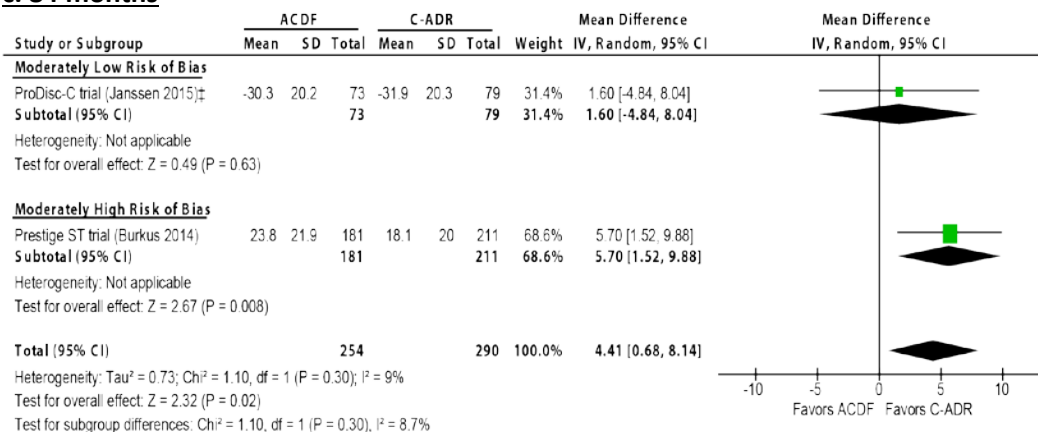 ACDF C-ADR Mean Difference Mean Difference
Study or Subgroup Mean SD Total Mean SD Total Weight IV, Random, 95% CI IV, Random, 95% CI
Moderately Low Risk of Bias
ProDisc-C trial (Janssen 2015)‡ -30.3 20.2 73 -31.9 20.3 79 31.4% 1.60 [-4.84, 8.04]
Subtotal (95% CI) 73 79 31.4% 1.60 [-4.84, 8.04]
Heterogeneity: Not applicable
Test for overall effect: Z = 0.49 (P = 0.63)
Moderately High Risk of Bias
Prestige ST trial (Burkus 2014) 23.8 21.9 181 18.1 20 211 68.6% 5.70 [1.52, 9.88]
Subtotal (95% CI) 181 211 68.6% 5.70 [1.52, 9.88]
Heterogeneity: Not applicable
Test for overall effect: Z = 2.67 (P = 0.008)
Total (95% CI) 254 290 100.0% 4.41 [0.68, 8.14]
Heterogeneity: Tau² = 0.73; Chi² = 1.10, df = 1 (P = 0.30); I² = 9%
Test for overall effect: Z = 2.32 (P = 0.02)
Test for subgroup differences: Chi² = 1.10, df = 1 (P = 0.30), I² = 8.7%
-10 -5 0 5 10
Favors ACDF Favors C-ADR